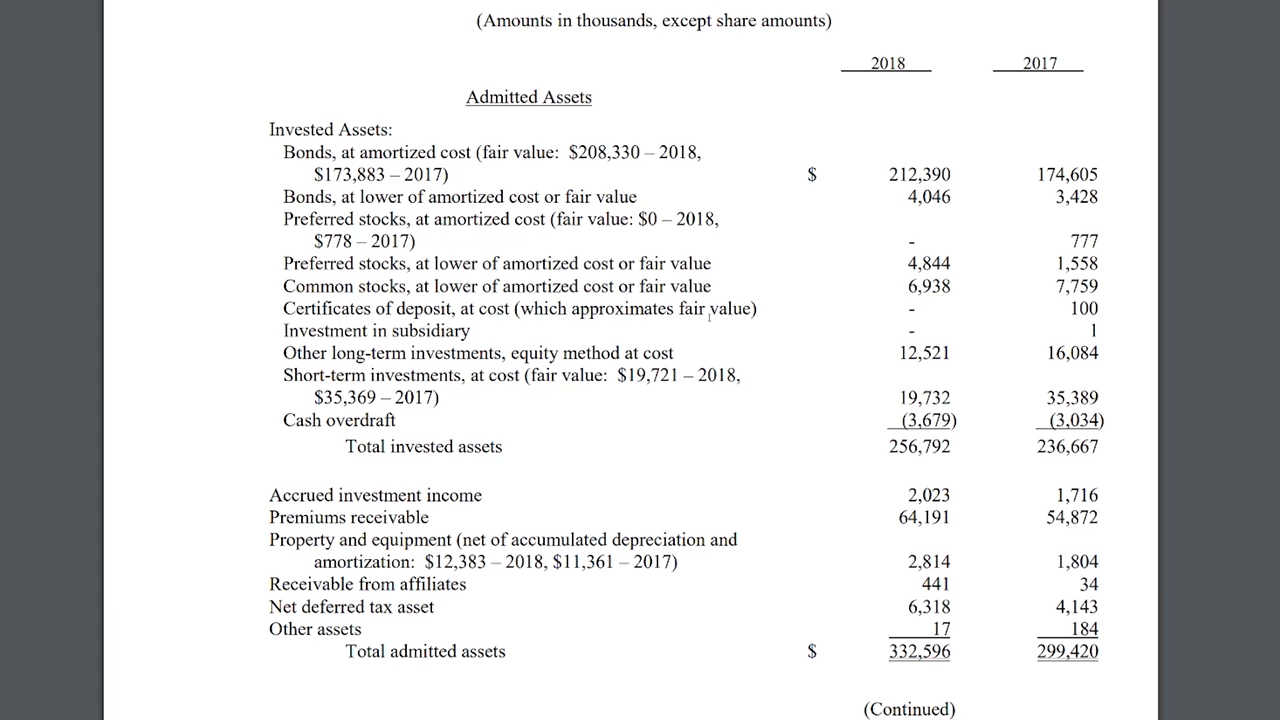 (Amounts in thousands, except share amounts)
2018 2017
Admitted Assets
Invested Assets:
Bonds, at amortized cost (fair value: $208,330 – 2018,
$173,883 – 2017) $ 212,390 174,605
Bonds, at lower of amortized cost or fair value 4,046 3,428
Preferred stocks, at amortized cost (fair value: $0 – 2018,
$778 – 2017) - 777
Preferred stocks, at lower of amortized cost or fair value 4,844 1,558
Common stocks, at lower of amortized cost or fair value 6,938 7,759
Certificates of deposit, at cost (which approximates fair value) - 100
Investment in subsidiary - 1
Other long-term investments, equity method at cost 12,521 16,084
Short-term investments, at cost (fair value: $19,721 – 2018,
$35,369 – 2017) 19,732 35,389
Cash overdraft (3,679) (3,034)
Total invested assets 256,792 236,667
Accrued investment income 2,023 1,716
Premiums receivable 64,191 54,872
Property and equipment (net of accumulated depreciation and
amortization: $12,383 – 2018, $11,361 – 2017) 2,814 1,804
Receivable from affiliates 441 34
Net deferred tax asset 6,318 4,143
Other assets 17 184
Total admitted assets $ 332,596 299,420
(Continued)